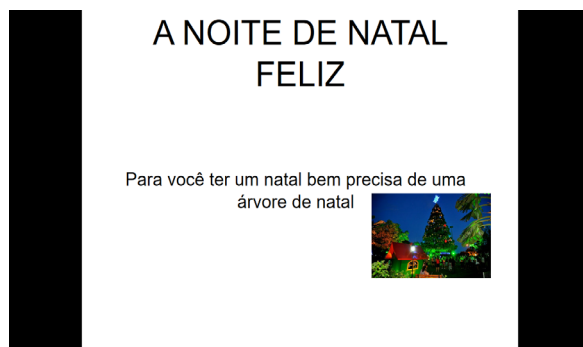 A NOITE DE NATAL
FELIZ
Para você ter um natal bem precisa de uma
árvore de natal